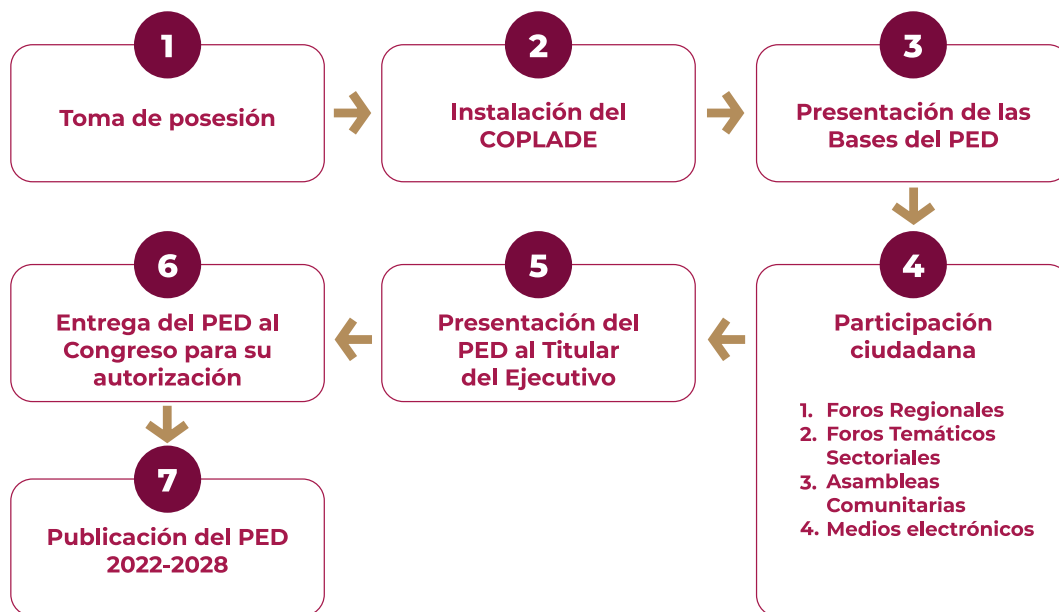 1
Toma de posesión
2
Instalación del
COPLADE
3
Presentación de las
Bases del PED
4
Participación
ciudadana
1. Foros Regionales
2. Foros Temáticos
Sectoriales
3. Asambleas
Comunitarias
4. Medios electrónicos
5
Presentación del
PED al Titular
del Ejecutivo
6
Entrega del PED al
Congreso para su
autorización
7
Publicación del PED
2022-2028